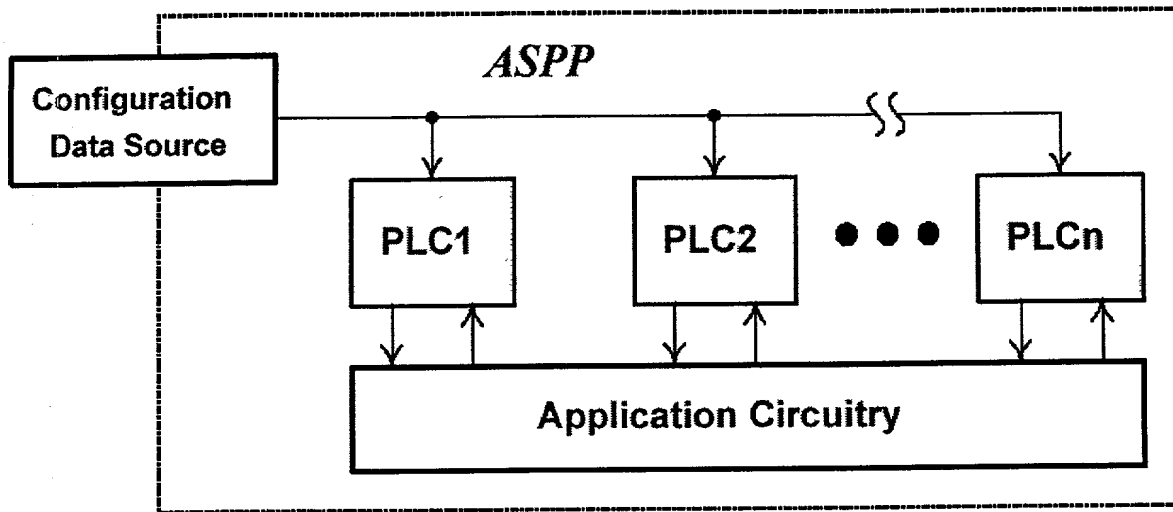 ASPP
Configuration
Data Source
PLC1
PLC2
PLCn
Application Circuitry